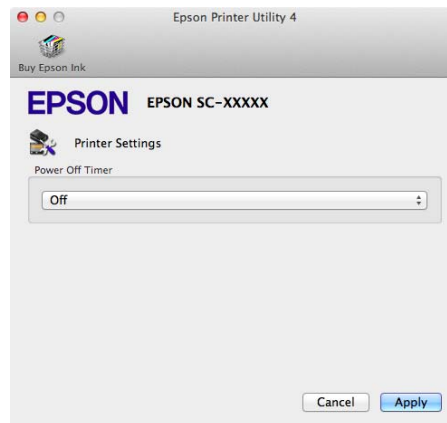 Epson Printer Utility 4
Buy Epson Ink
EPSON EPSON SC-XXXXX
Printer Settings
Power Off Timer
Off
Cancel Apply